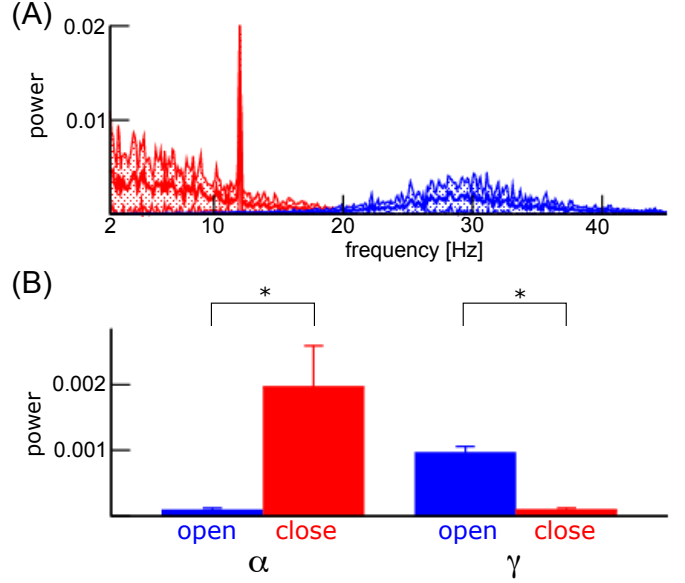 (A)
0.02
0.01
power
2 10 20 30 40
frequency [Hz]
(B)
* *
0.002
0.001
power
open close open close
α γ